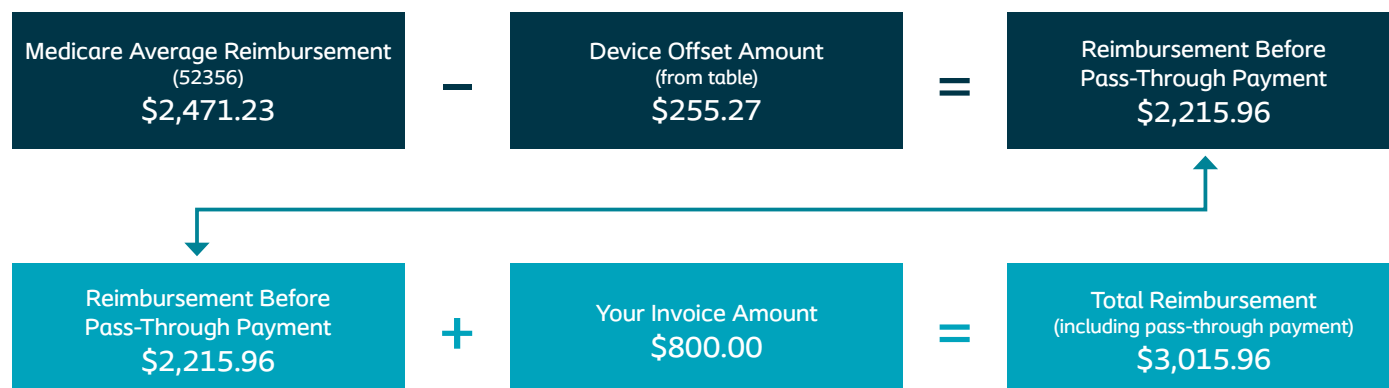 Medicare Average Reimbursement
(52356)
$2,471.23
–
Device Offset Amount
(from table)
$255.27
=
Reimbursement Before
Pass-Through Payment
$2,215.96
Reimbursement Before
Pass-Through Payment
$2,215.96
+
Your Invoice Amount
$800.00
=
Total Reimbursement
(including pass-through payment)
$3,015.96